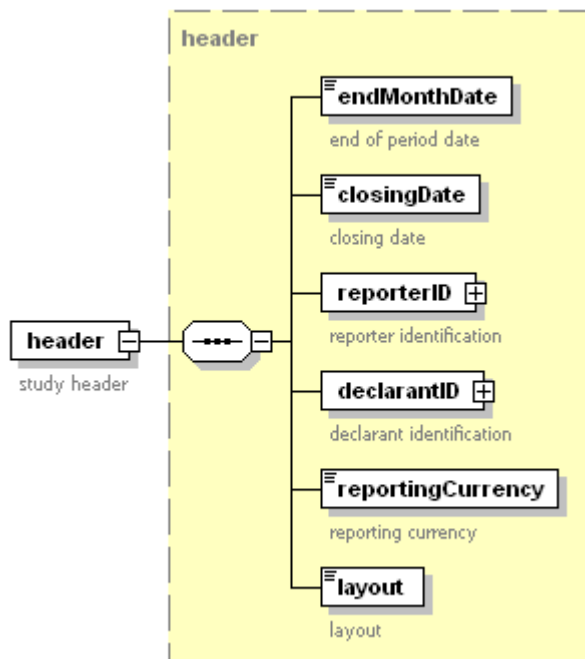 header
endMonthDate
end of period date
closingDate
closing date
reporterID
reporter identification
header
study header
declarantID
declarant identification
reportingCurrency
reporting currency
layout
layout